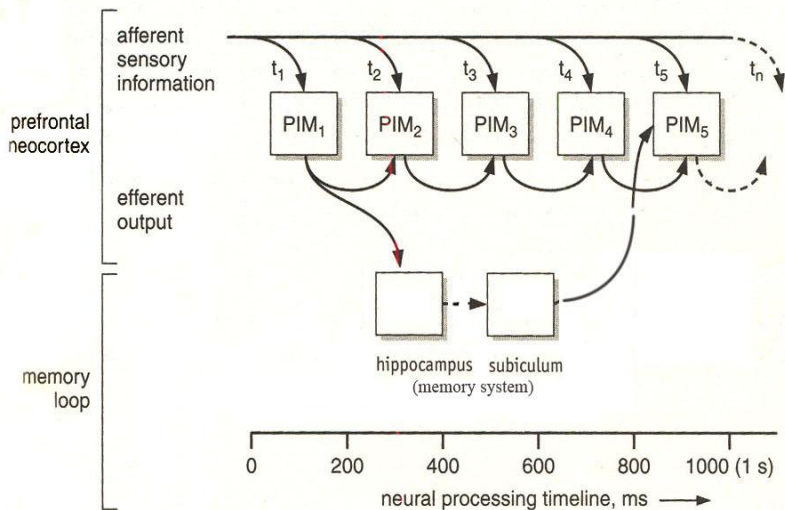 afferent
sensory
information
t1 t2 t3 t4 t5 tn
PIM1 PIM2 PIM3 PIM4 PIM5
prefrontal
neocortex
efferent
output
hippocampus subiculum
(memory system)
memory
loop
0 200 400 600 800 1000 (1 s)
neural processing timeline, ms